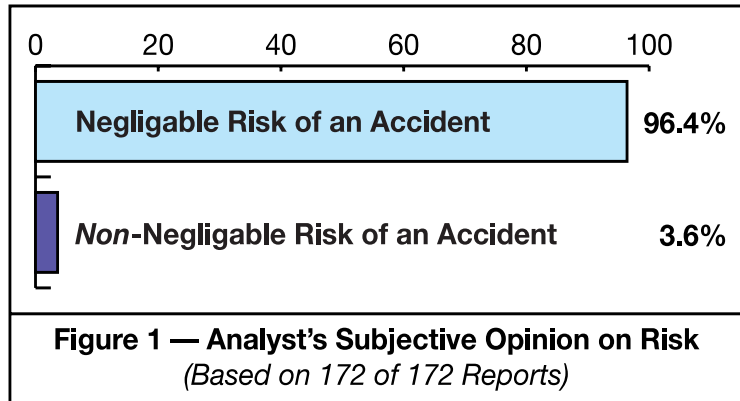 0 20 40 60 80 100
Negligable Risk of an Accident 96.4%
Non-Negligable Risk of an Accident 3.6%
Figure 1 — Analyst’s Subjective Opinion on Risk
(Based on 172 of 172 Reports)